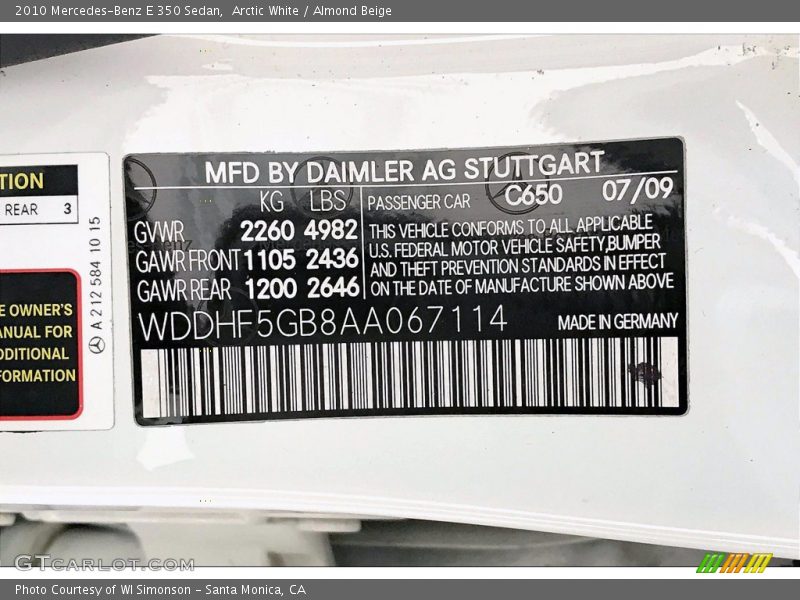 2010 Mercedes-Benz E 350 Sedan, Arctic White / Almond Beige
TION
REAR 3
E OWNER'S
ANUAL FOR
DDITIONAL
FORMATION
A 212 584 10 15
MFD BY DAIMLER AG STUTTGART
KG LBS
GVWR 2260 4982
GAWR FRONT 1105 2436
GAWR REAR 1200 2646
PASSENGER CAR C650 07/09
THIS VEHICLE CONFORMS TO ALL APPLICABLE
U.S. FEDERAL MOTOR VEHICLE SAFETY,BUMPER
AND THEFT PREVENTION STANDARDS IN EFFECT
ON THE DATE OF MANUFACTURE SHOWN ABOVE
WDDHF5GB8AA067114 MADE IN GERMANY
GTcarlot.com
Photo Courtesy of WI Simonson - Santa Monica, CA